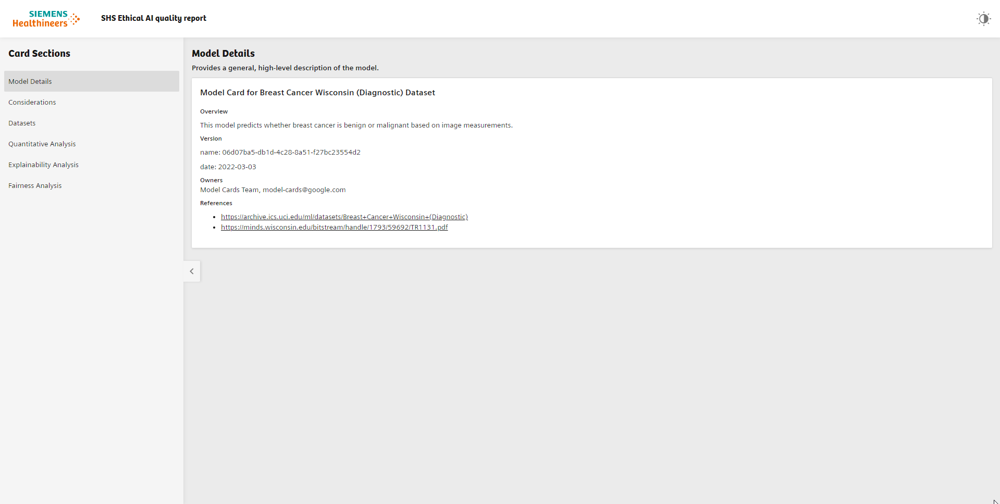 SIEMENS
Healthineers
SHS Ethical AI quality report
Card Sections
Model Details
Considerations
Datasets
Quantitative Analysis
Explainability Analysis
Fairness Analysis
Model Details
Provides a general, high-level description of the model.
Model Card for Breast Cancer Wisconsin (Diagnostic) Dataset
Overview
This model predicts whether breast cancer is benign or malignant based on image measurements.
Version
name: 06d07ba5-db1d-4c28-8a51-f27bc23554d2
date: 2022-03-03
Owners
Model Cards Team, model-cards@google.com
References
https://archive.ics.uci.edu/ml/datasets/Breast+Cancer+Wisconsin+(Diagnostic)
https://minds.wisconsin.edu/bitstream/handle/1793/59692/TR1131.pdf